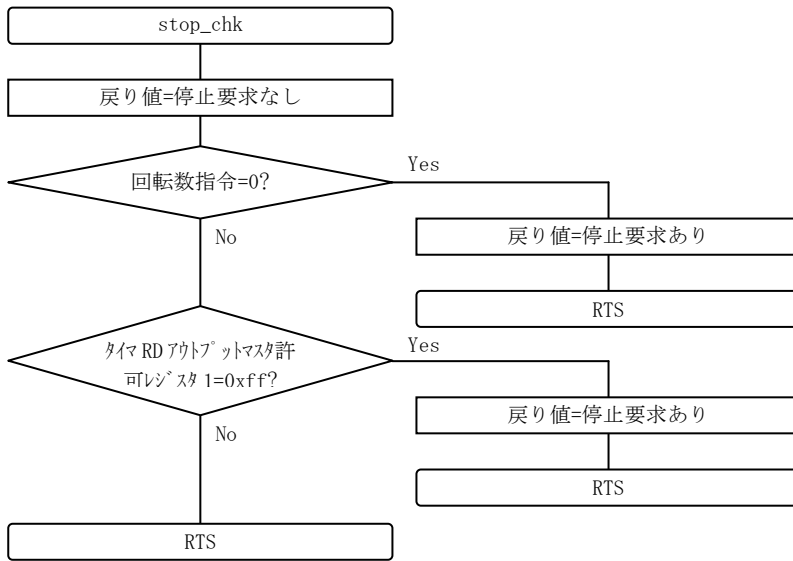 stop_chk
戻り値=停止要求なし
回転数指令=0?
Yes
戻り値=停止要求あり
RTS
No
ﾀｲﾏ RD ｱｳﾄﾌﾟｯﾄﾏｽﾀ許
可ﾚｼﾞｽﾀ 1=0xff?
Yes
戻り値=停止要求あり
RTS
No
RTS